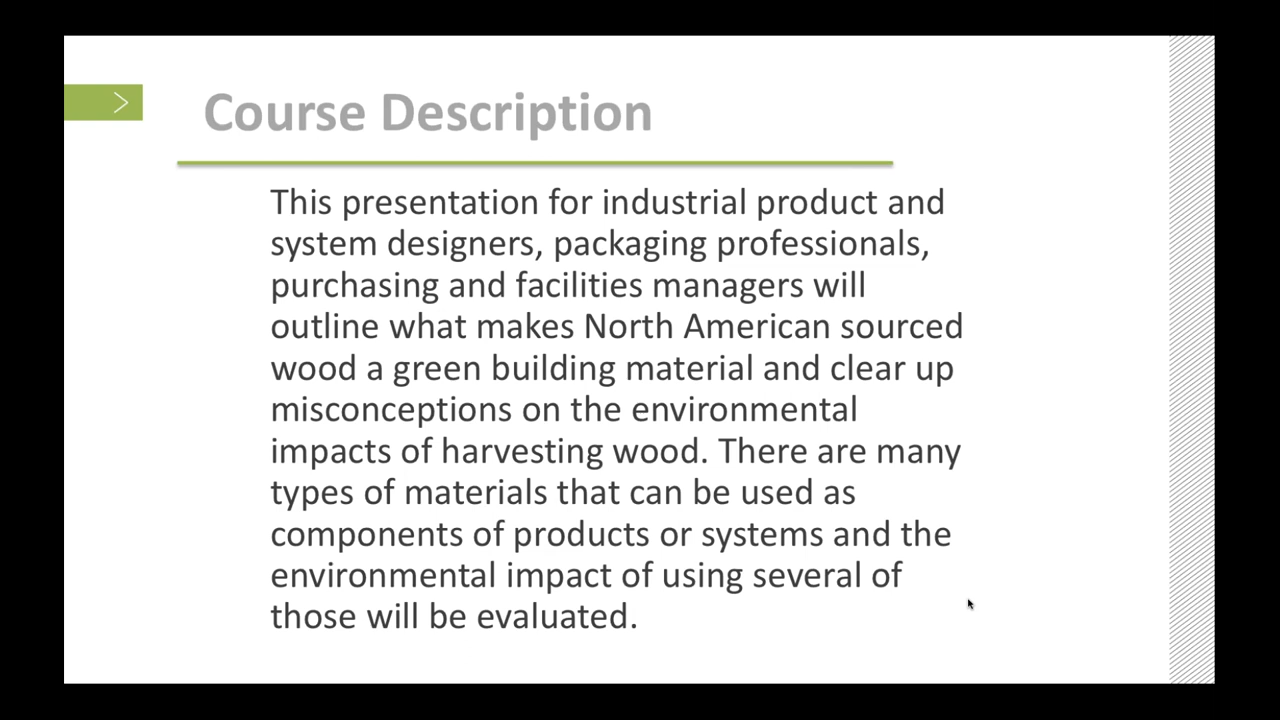 Course Description
This presentation for industrial product and
system designers, packaging professionals,
purchasing and facilities managers will
outline what makes North American sourced
wood a green building material and clear up
misconceptions on the environmental
impacts of harvesting wood. There are many
types of materials that can be used as
components of products or systems and the
environmental impact of using several of
those will be evaluated.